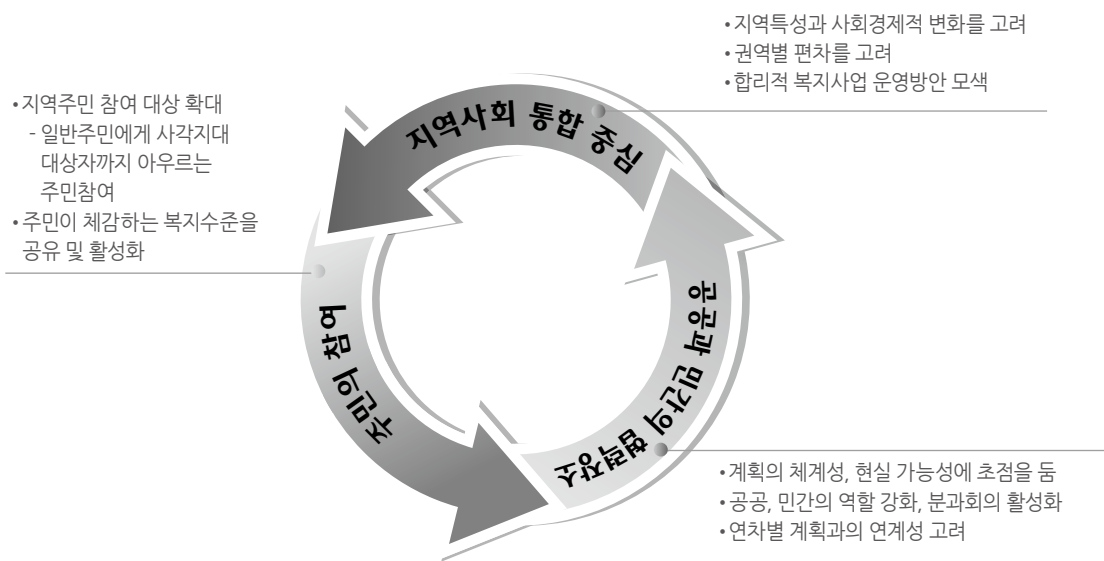 • 지역특성과 사회경제적 변화를 고려
• 권역별 편차를 고려
• 합리적 복지사업 운영방안 모색
• 지역주민 참여 대상 확대
- 일반주민에게 사각지대
대상자까지 아우르는
주민참여
• 주민이 체감하는 복지수준을
공유 및 활성화
지역사회 통합 중심
주민의 참여
공공과 민간의 협력장소
• 계획의 체계성, 현실 가능성에 초점을 둠
• 공공, 민간의 역할 강화, 분과회의 활성화
• 연차별 계획과의 연계성 고려